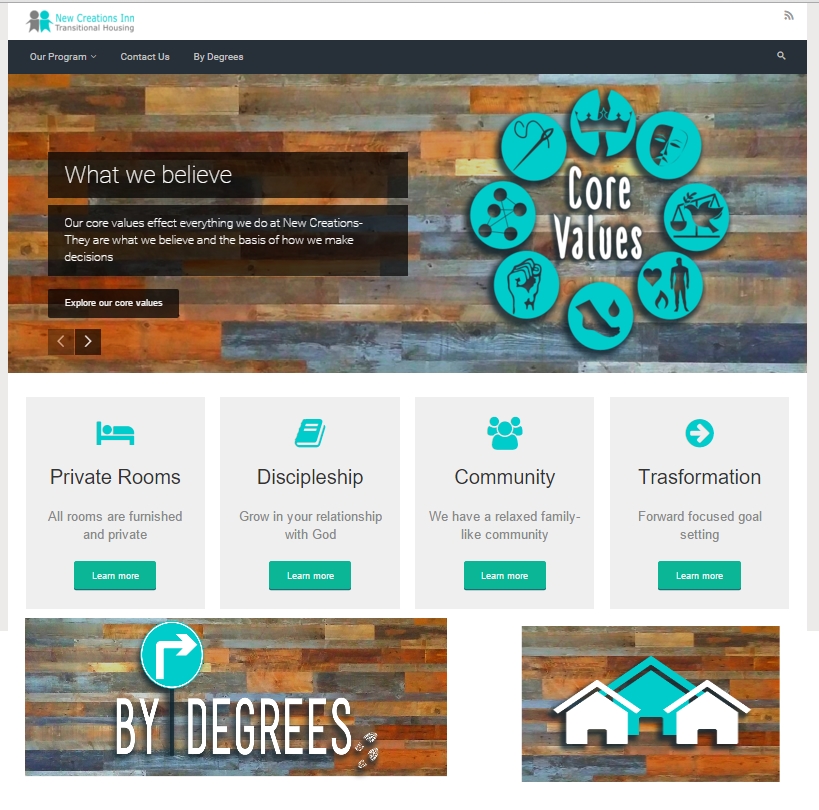 New Creations Inn
Transitional Housing
Our Program
Contact Us
By Degrees
What we believe
Our core values effect everything we do at New Creations-
They are what we believe and the basis of how we make
decisions
Explore our core values
Core
Values
Private Rooms
All rooms are furnished
and private
Learn more
Discipleship
Grow in your relationship
with God
Learn more
Community
We have a relaxed family-
like community
Learn more
Trasformation
Forward focused goal
setting
Learn more
BY DEGREES